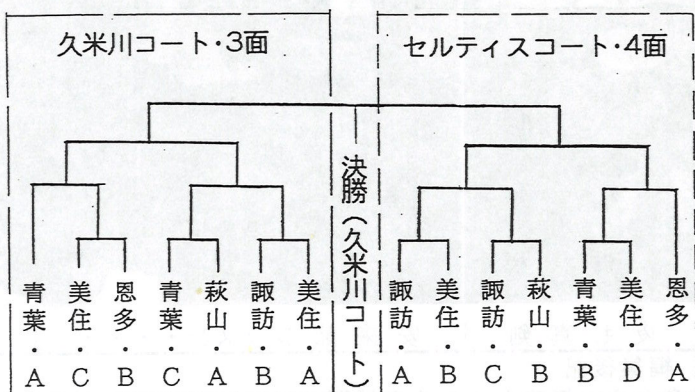 久米川コート・3面
セルティスコート・4面
決勝（久米川コート）
青葉・A
美住・C
恩多・B
青葉・C
萩山・A
諏訪・B
美住・A
諏訪・A
美住・B
諏訪・C
萩山・B
青葉・B
美住・D
恩多・A